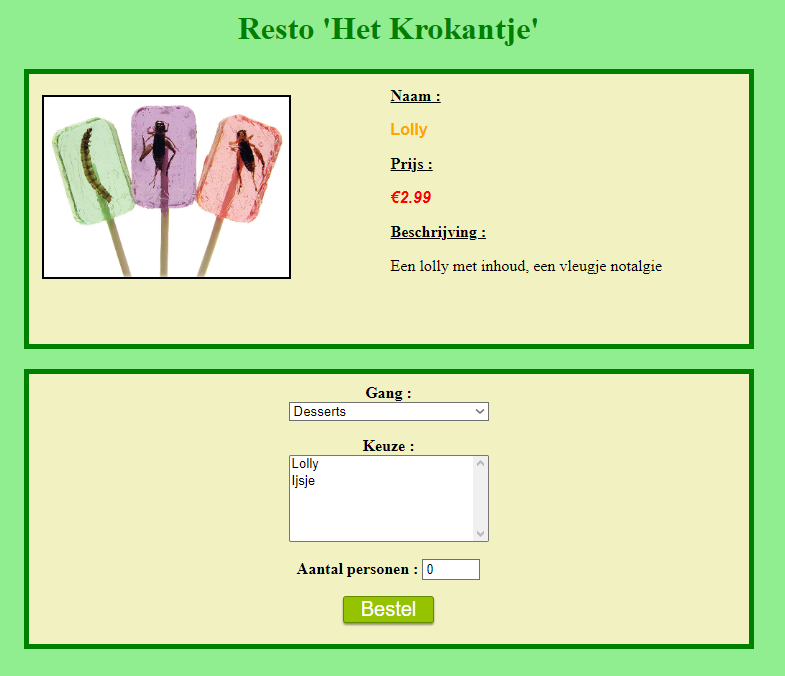 Resto 'Het Krokantje'
Naam :
Lolly
Prijs :
€2.99
Beschrijving :
Een lolly met inhoud, een vleugje notalgie
Gang :
Desserts
Keuze :
Lolly
Ijsje
Aantal personen : 0
Bestel